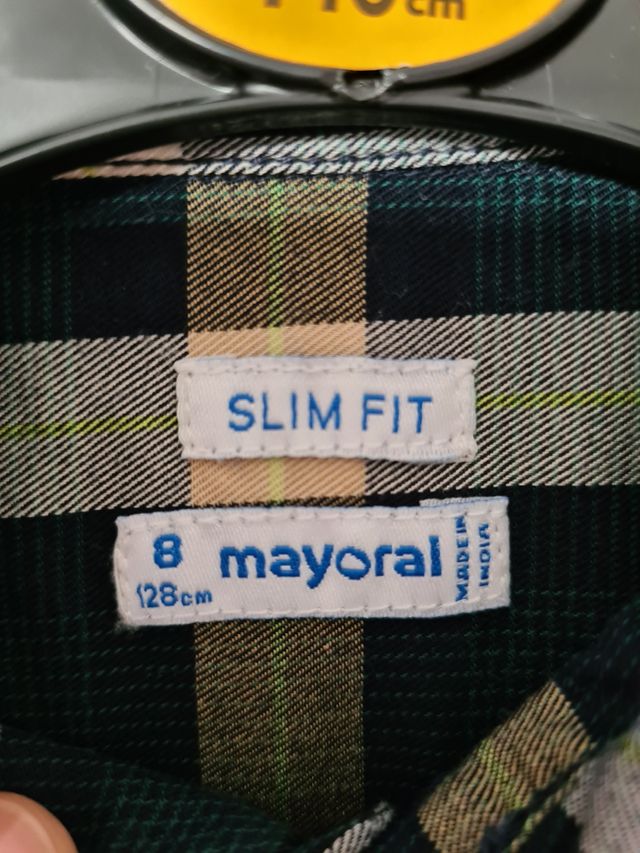 cm
SLIM FIT
8
128cm
mayoral
MADE IN
INDIA